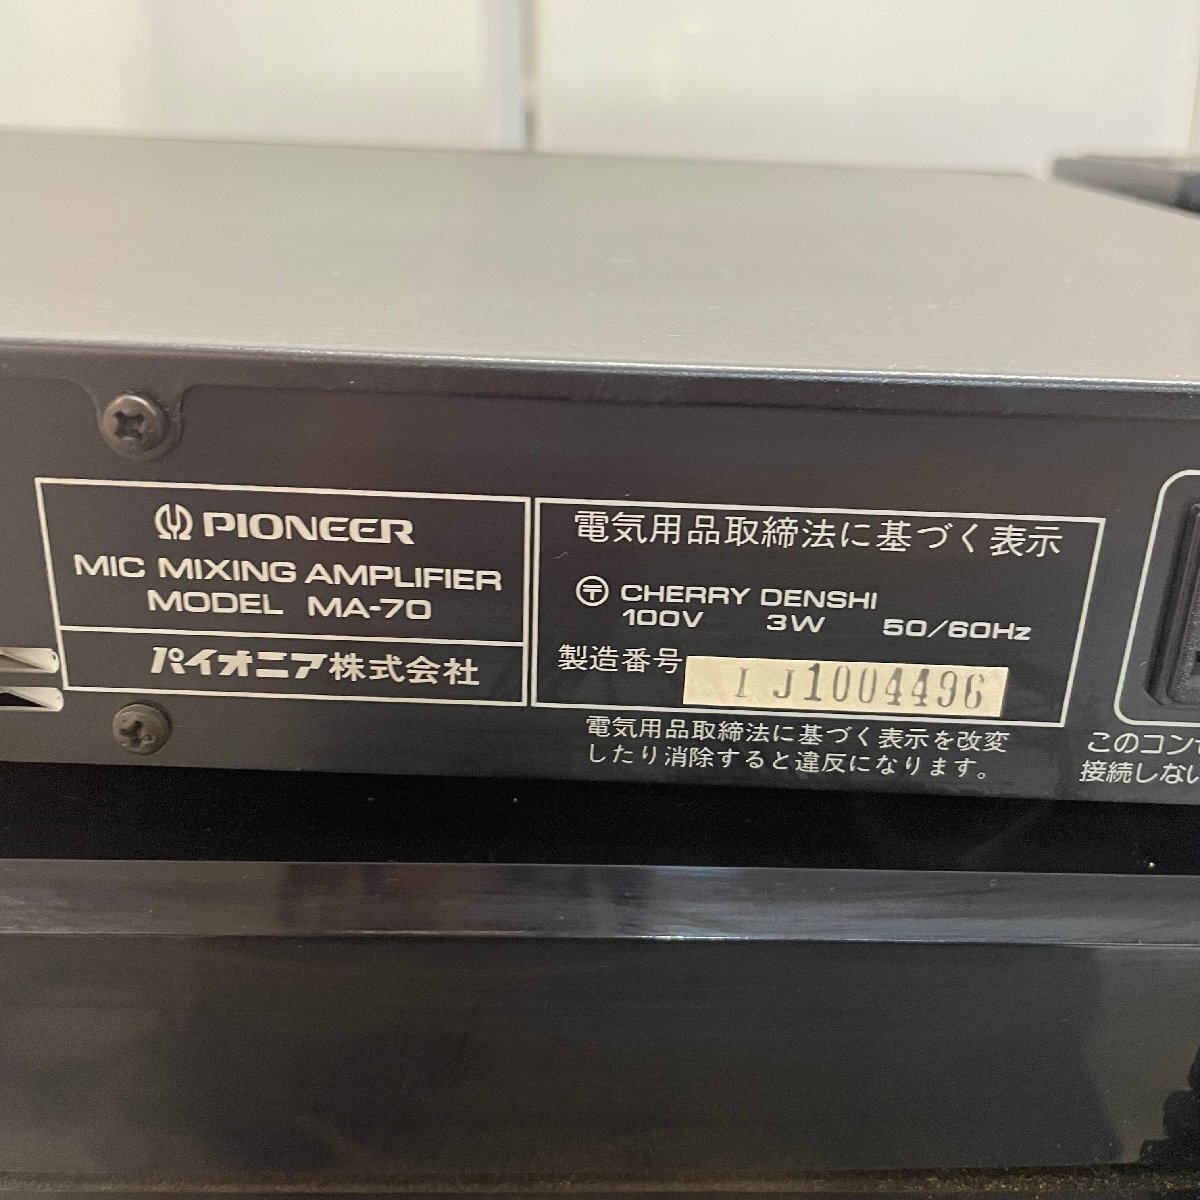 PIONEER
MIC MIXING AMPLIFIER
MODEL MA-70
パイオニア株式会社
電気用品取締法に基づく表示
〒 CHERRY DENSHI
100V 3W 50/60Hz
製造番号 IJ1004496
電気用品取締法に基づく表示を改変
したり消除すると違反になります。
このコンセ
接続しない